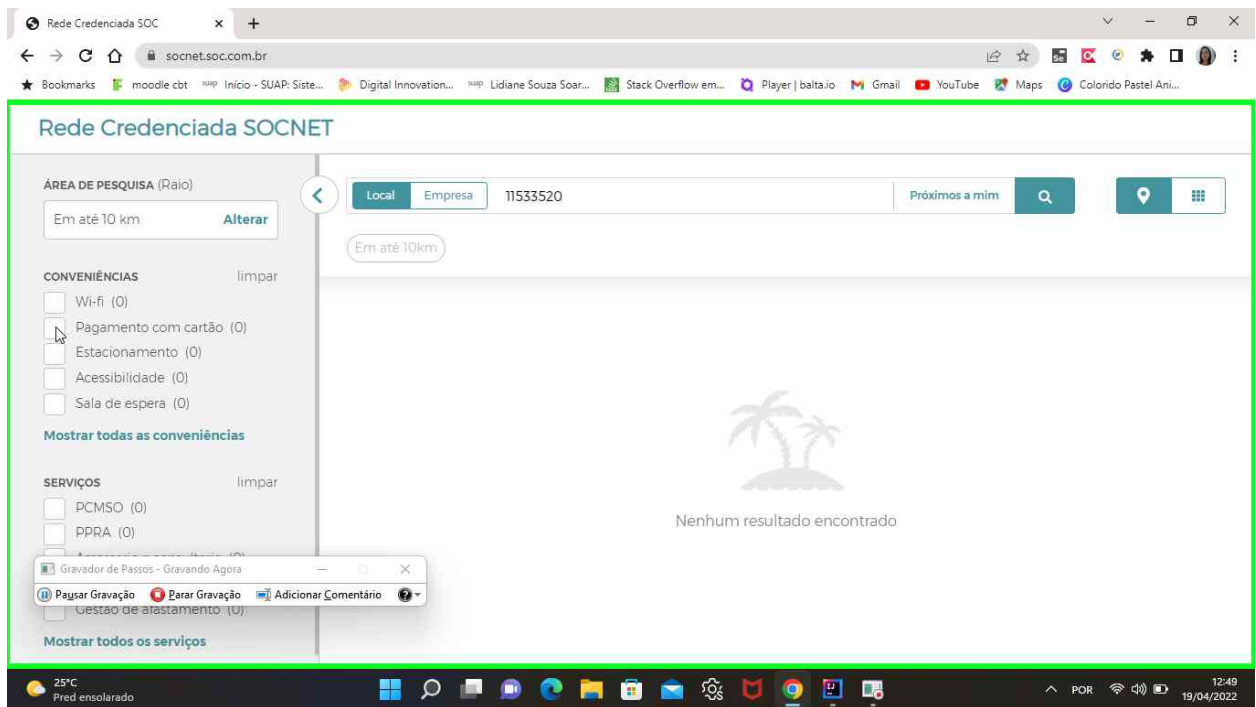 Rede Credenciada SOC
socnet.soc.com.br
Bookmarks moodle cbt suap Início - SUAP: Siste... Digital Innovation... suap Lidiane Souza Soar... Stack Overflow em... Player | balta.io Gmail YouTube Maps Colorido Pastel Ani...
Rede Credenciada SOCNET
ÁREA DE PESQUISA (Raio)
Em até 10 km Alterar
Local Empresa 11533520 Próximos a mim
Em até 10km
CONVENIÊNCIAS limpar
Wi-fi (0)
Pagamento com cartão (0)
Estacionamento (0)
Acessibilidade (0)
Sala de espera (0)
Mostrar todas as conveniências
Nenhum resultado encontrado
SERVIÇOS limpar
PCMSO (0)
PPRA (0)
Gravador de Passos - Gravando Agora
Pausar Gravação Parar Gravação Adicionar Comentário
Gestão de afastamento (0)
Mostrar todos os serviços
25°C
Pred ensolarado
POR
12:49
19/04/2022